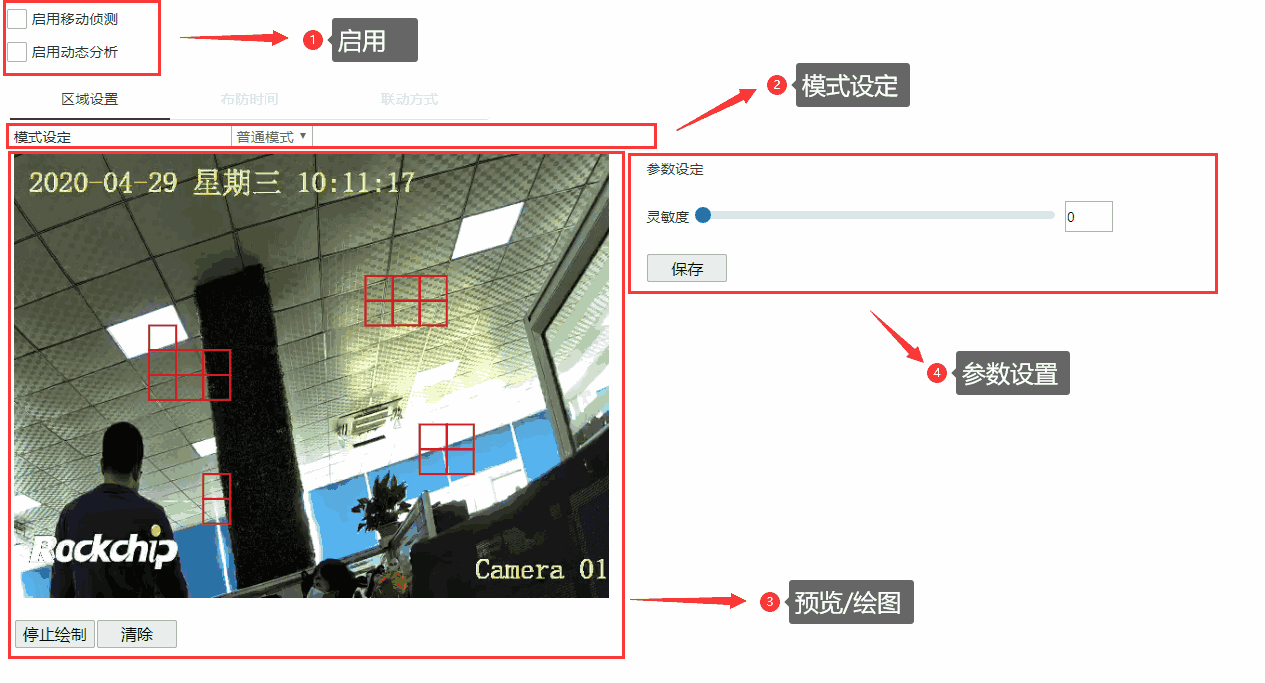 启用移动侦测
启用动态分析
1 启用
区域设置 布防时间 联动方式
2 模式设定
模式设定 普通模式
2020-04-29 星期三 10:11:17
参数设定
灵敏度 0
保存
4 参数设置
Rockchip
Camera 01
3 预览/绘图
停止绘制 清除